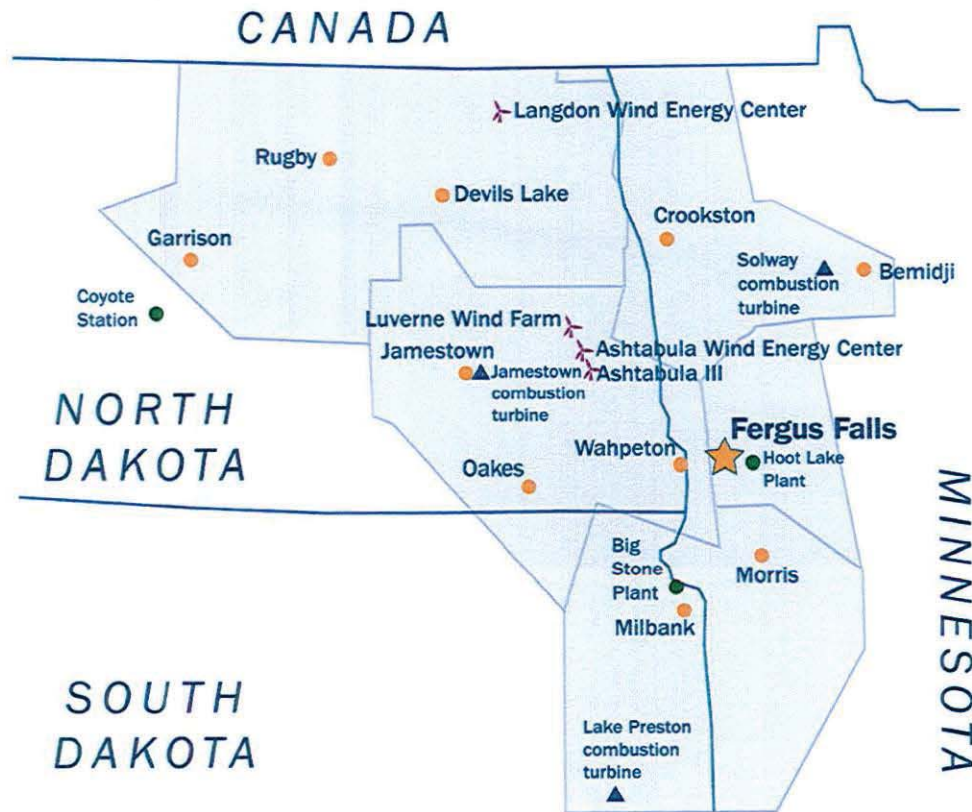 CANADA
Langdon Wind Energy Center
Rugby
Devils Lake
Crookston
Garrison
Solway
combustion
turbine
Bemidji
Coyote
Station
Luverne Wind Farm
Ashtabula Wind Energy Center
Jamestown
Ashtabula III
Jamestown
combustion
turbine
NORTH
DAKOTA
Fergus Falls
Wahpeton
Hoot Lake
Plant
Oakes
MINNESOTA
Big
Stone
Plant
Morris
Milbank
SOUTH
DAKOTA
Lake Preston
combustion
turbine